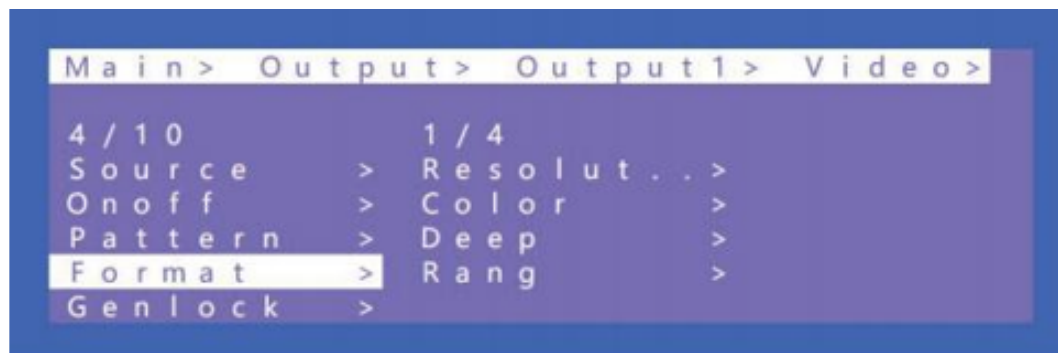 Main> Output> Output1> Video>
4/10 1/4
Source > Resolut..>
Onoff > Color >
Pattern > Deep >
Format > Rang >
Genlock >